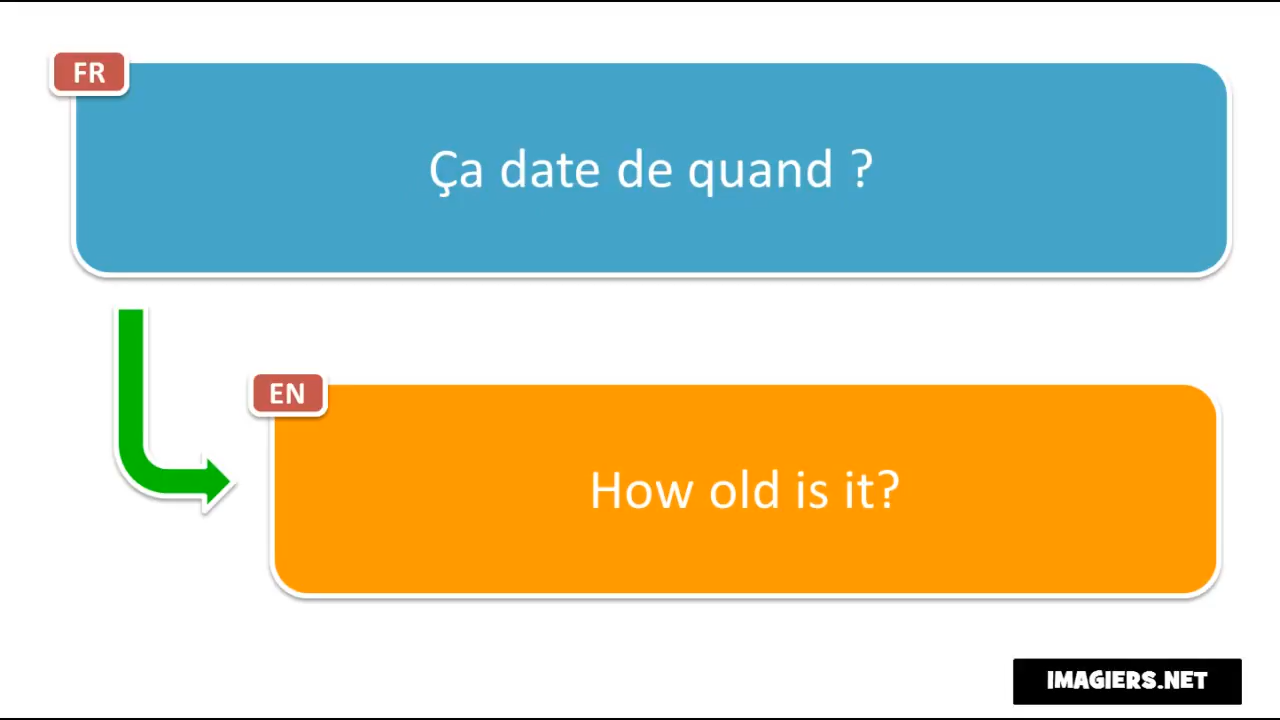 FR
Ça date de quand ?
EN
How old is it?
IMAGIERS.NET